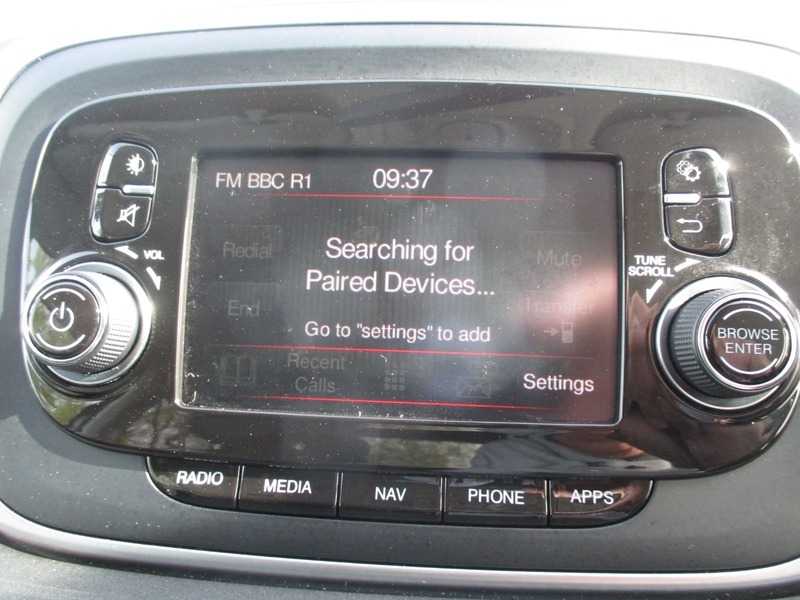 FM BBC R1 09:37
Searching for
Paired Devices...
Go to "settings" to add
Redial
Mute
End
Transfer
Recent
Calls
Settings
VOL
TUNE
SCROLL
BROWSE
ENTER
RADIO MEDIA NAV PHONE APPS